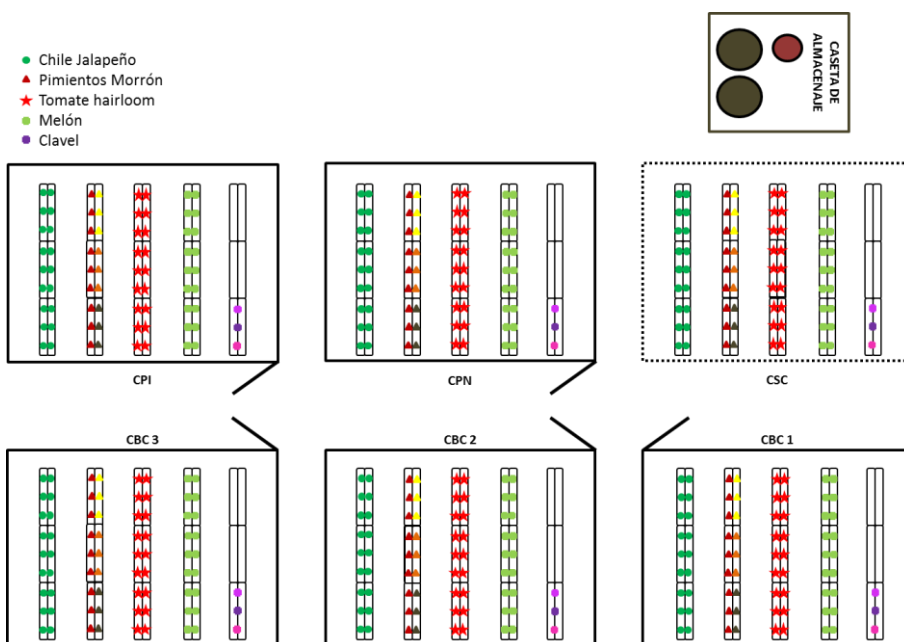 Chile Jalapeño
Pimientos Morrón
Tomate hairloom
Melón
Clavel
CASETA DE
ALMACENAJE
CPI
CPN
CSC
CBC 3
CBC 2
CBC 1